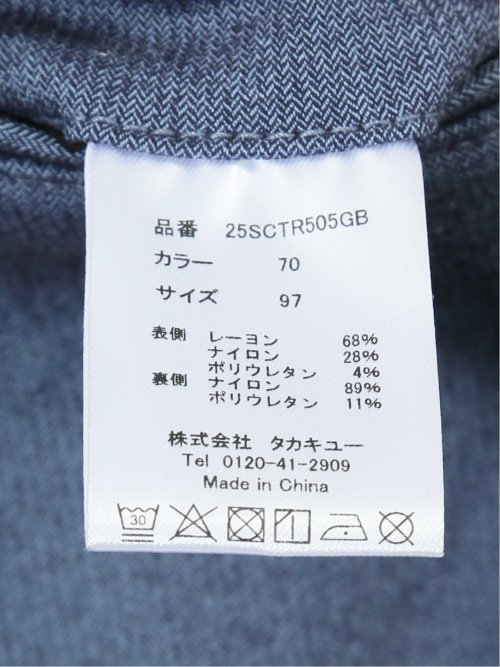 品番 25SCTR505GB
カラー 70
サイズ 97
表側 レーヨン 68%
ナイロン 28%
ポリウレタン 4%
裏側 ナイロン 89%
ポリウレタン 11%
株式会社 タカキュー
Tel 0120-41-2909
Made in China
30